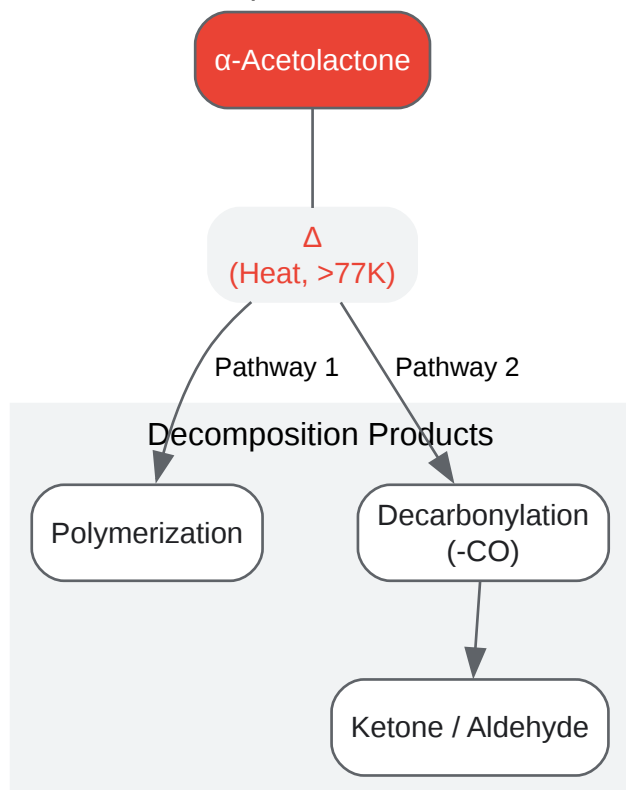 α-Acetolactone
Δ
(Heat, >77K)
Pathway 1
Pathway 2
Decomposition Products
Polymerization
Decarbonylation
(-CO)
Ketone / Aldehyde